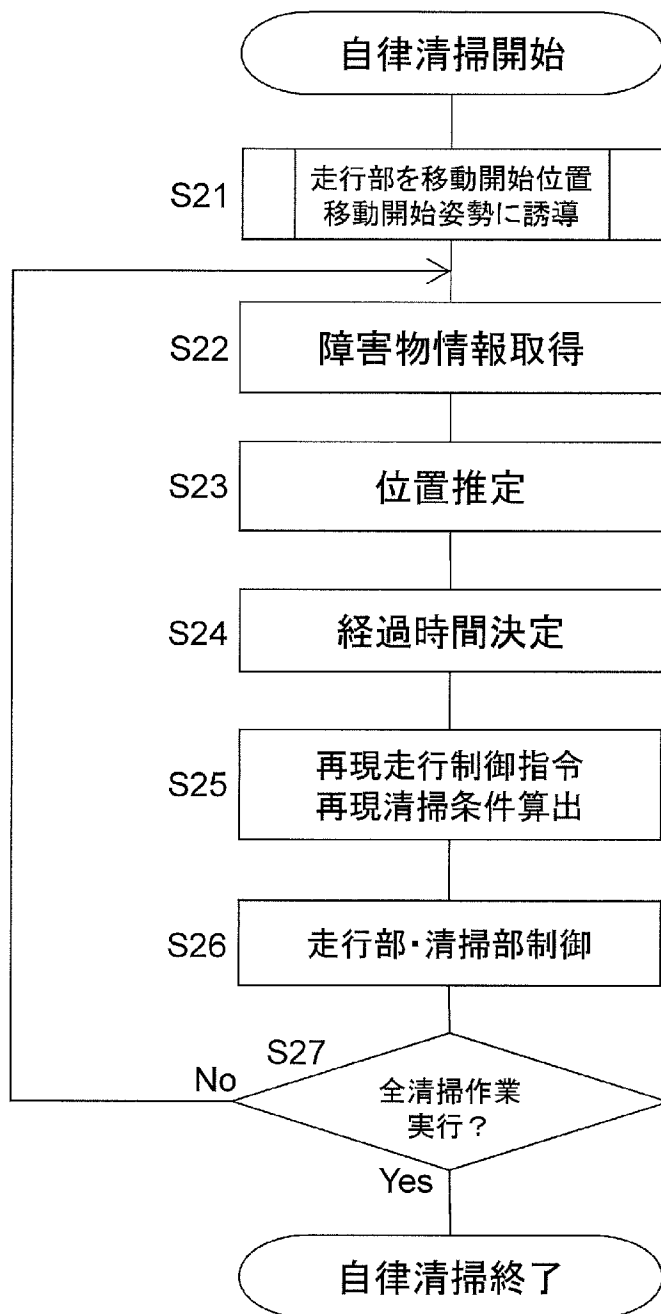 自律清掃開始
S21
走行部を移動開始位置
移動開始姿勢に誘導
S22
障害物情報取得
S23
位置推定
S24
経過時間決定
S25
再現走行制御指令
再現清掃条件算出
S26
走行部・清掃部制御
S27
No
全清掃作業
実行？
Yes
自律清掃終了